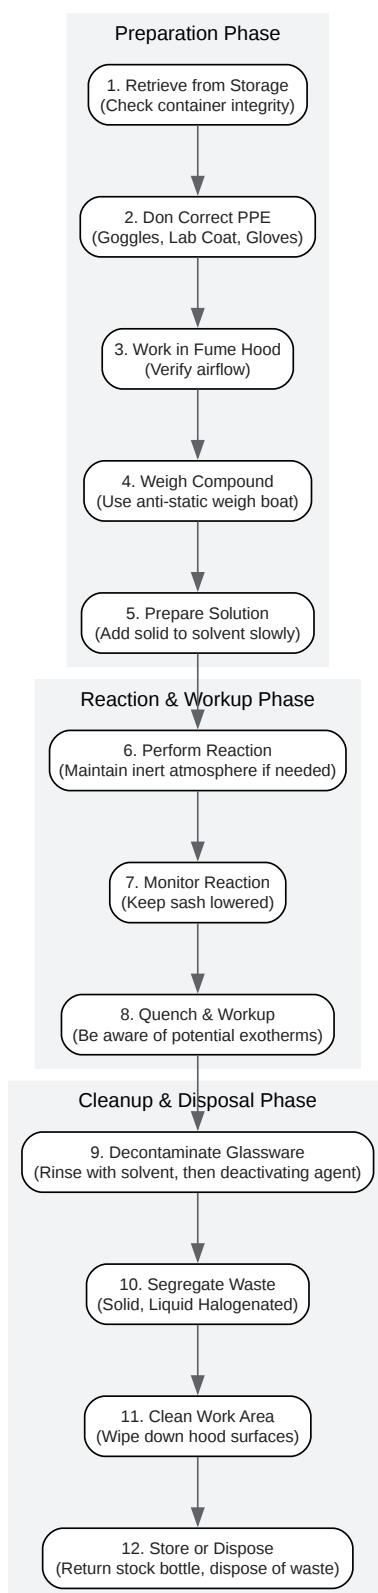 Preparation Phase
1. Retrieve from Storage
(Check container integrity)
2. Don Correct PPE
(Goggles, Lab Coat, Gloves)
3. Work in Fume Hood
(Verify airflow)
4. Weigh Compound
(Use anti-static weigh boat)
5. Prepare Solution
(Add solid to solvent slowly)
Reaction & Workup Phase
6. Perform Reaction
(Maintain inert atmosphere if needed)
7. Monitor Reaction
(Keep sash lowered)
8. Quench & Workup
(Be aware of potential exotherms)
Cleanup & Disposal Phase
9. Decontaminate Glassware
(Rinse with solvent, then deactivating agent)
10. Segregate Waste
(Solid, Liquid Halogenated)
11. Clean Work Area
(Wipe down hood surfaces)
12. Store or Dispose
(Return stock bottle, dispose of waste)